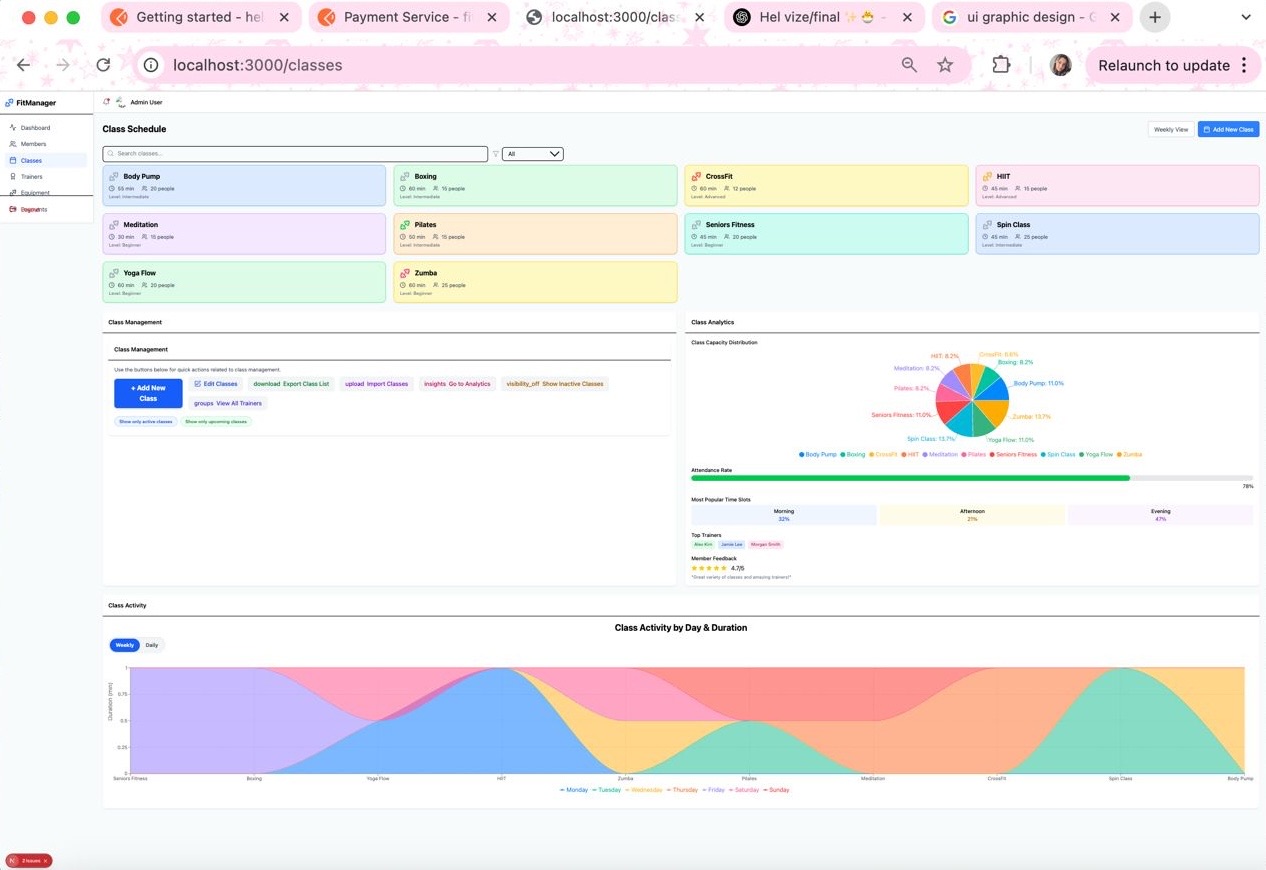 Getting started - hel
Payment Service - fi
localhost:3000/class
Hel vize/final ✨🐣 -
ui graphic design - G
localhost:3000/classes
Relaunch to update
FitManager
Admin User
Dashboard
Members
Classes
Trainers
Equipment
Class Schedule
Weekly View
Add New Class
Search classes...
All
Body Pump
55 min 20 people
Level: Intermediate
Boxing
60 min 10 people
Level: Intermediate
CrossFit
60 min 12 people
Level: Advanced
HIIT
45 min 15 people
Level: Advanced
Meditation
30 min 15 people
Level: Beginner
Pilates
50 min 15 people
Level: Intermediate
Seniors Fitness
45 min 20 people
Level: Beginner
Spin Class
45 min 25 people
Level: Intermediate
Yoga Flow
60 min 20 people
Level: Beginner
Zumba
60 min 25 people
Level: Beginner
Class Management
Class Management
Use the buttons below for quick actions related to class management.
+ Add New
Class
Edit Classes
download Export Class List
upload Import Classes
insights Go to Analytics
visibility_off Show Inactive Classes
groups View All Trainers
Show only active classes
Show only upcoming classes
Class Analytics
Class Capacity Distribution
HIIT: 8.2%
CrossFit: 6.6%
Boxing: 8.2%
Meditation: 8.2%
Body Pump: 11.0%
Pilates: 8.2%
Seniors Fitness: 11.0%
Zumba: 13.7%
Spin Class: 13.7%
Yoga Flow: 11.0%
Body Pump Boxing CrossFit HIIT Meditation Pilates Seniors Fitness Spin Class Yoga Flow Zumba
Attendance Rate
78%
Most Popular Time Slots
Morning
32%
Afternoon
21%
Evening
47%
Top Trainers
Alex Kim Jamie Lee Morgan Smith
Member Feedback
★★★★★ 4.7/5
"Great variety of classes and amazing trainers!"
Class Activity
Class Activity by Day & Duration
Weekly Daily
Duration (min)
1
0.75
0.5
0.25
0
Seniors Fitness Boxing Yoga Flow HIIT Zumba Pilates Meditation CrossFit Spin Class Body Pump
Monday Tuesday Wednesday Thursday Friday Saturday Sunday
N 2 Issues x